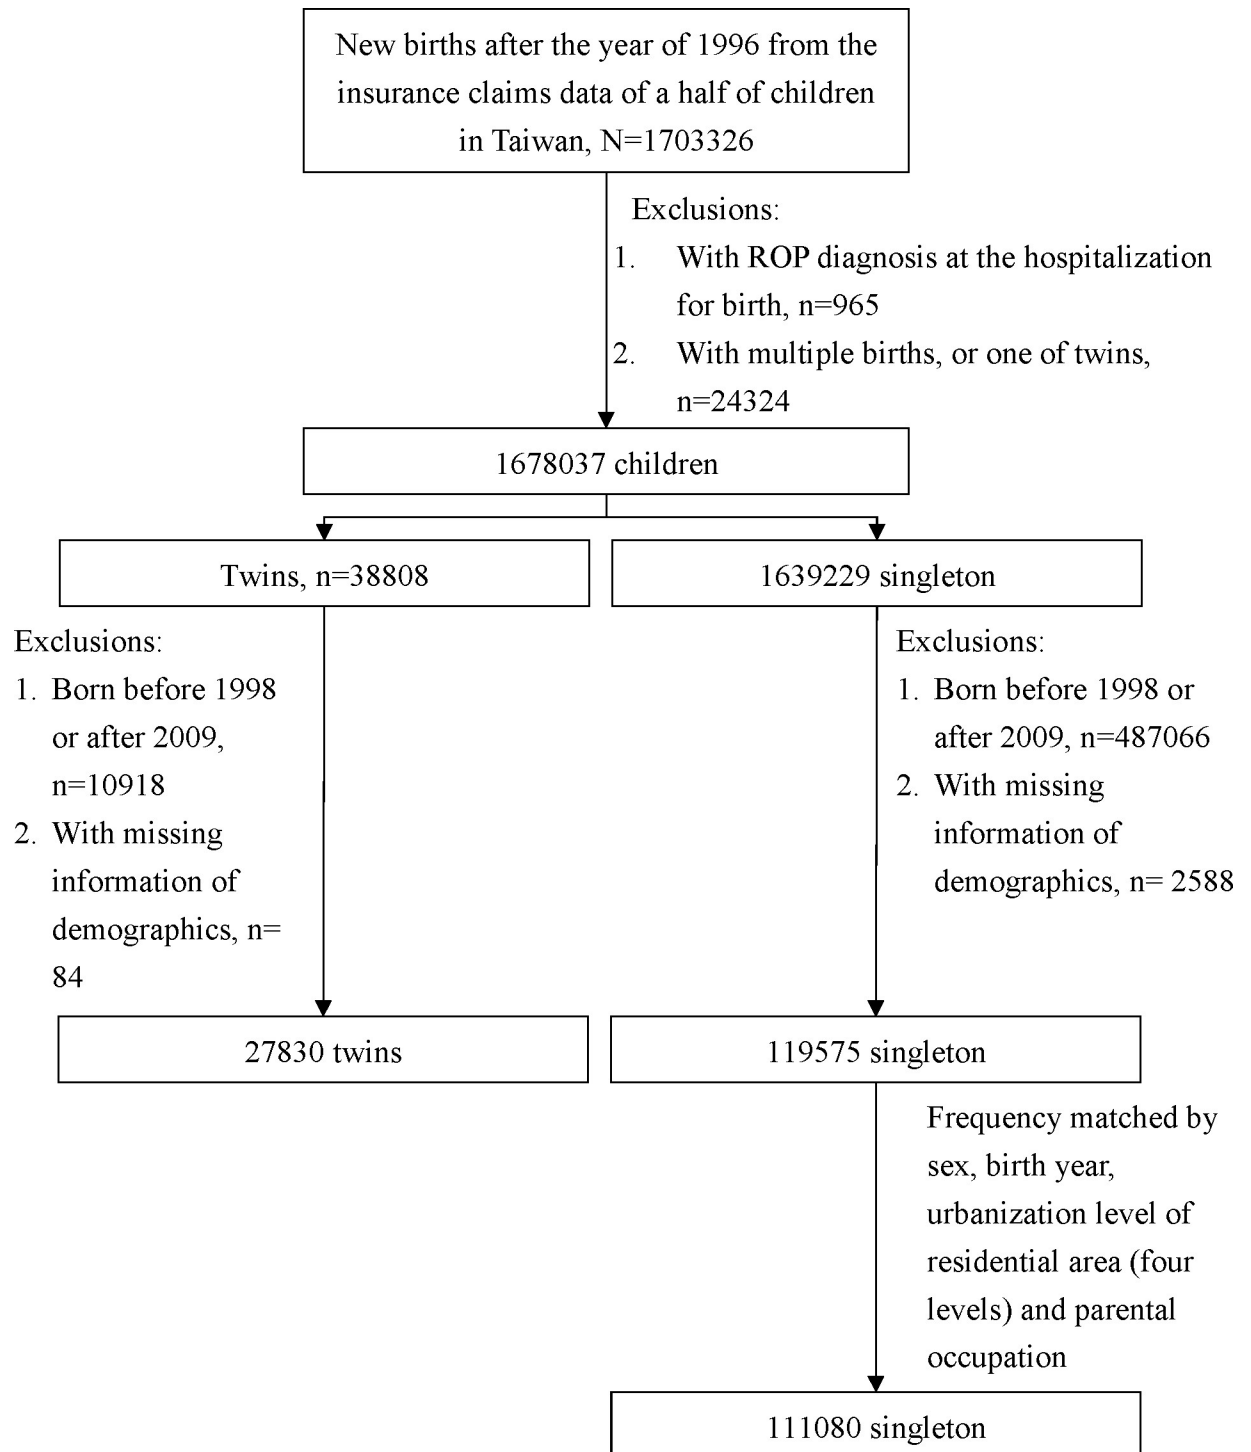 New births after the year of 1996 from the
insurance claims data of a half of children
in Taiwan, N=1703326
Exclusions:
1. With ROP diagnosis at the hospitalization
for birth, n=965
2. With multiple births, or one of twins,
n=24324
1678037 children
Twins, n=38808
1639229 singleton
Exclusions:
1. Born before 1998
or after 2009,
n=10918
2. With missing
information of
demographics, n=
84
Exclusions:
1. Born before 1998 or
after 2009, n=487066
2. With missing
information of
demographics, n= 2588
27830 twins
119575 singleton
Frequency matched by
sex, birth year,
urbanization level of
residential area (four
levels) and parental
occupation
111080 singleton